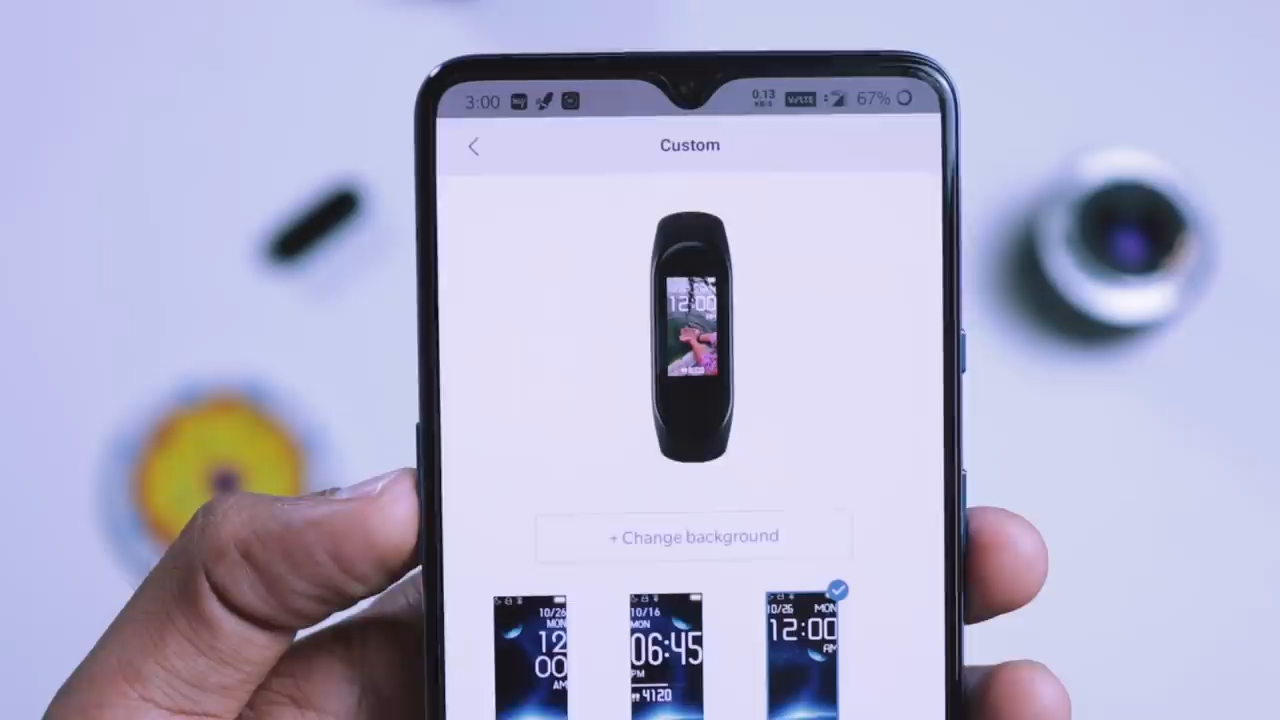 3:00 0.13 KB/S VoLTE 67%
Custom
12:00
+ Change background
10/26
MON
12
00
AM
10/16
MON
06:45
PM
4120
10/26 MON
12:00
AM